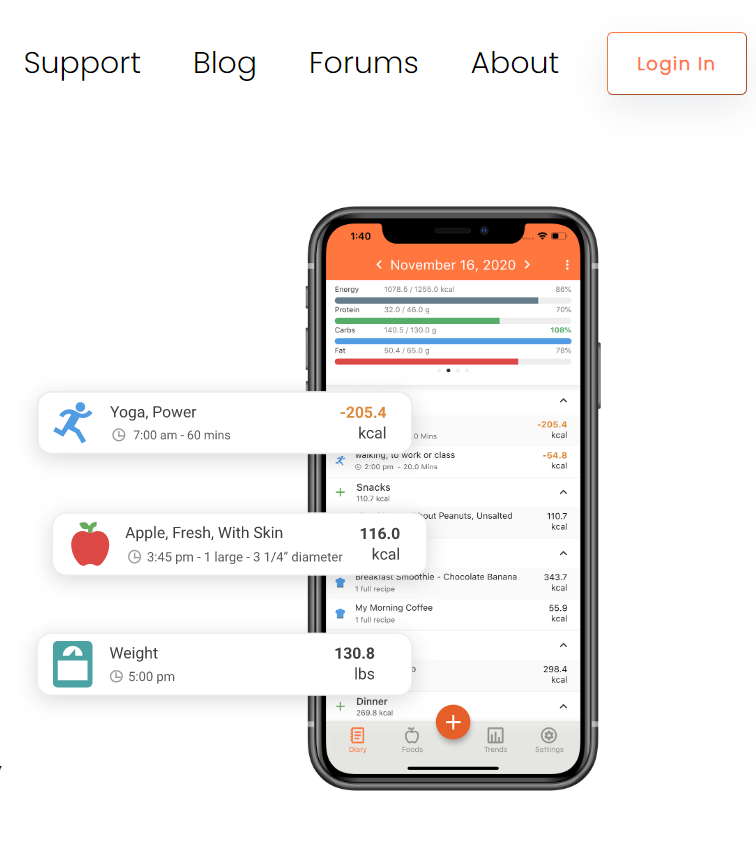 Support Blog Forums About Login In
1:40
November 16, 2020
Energy 1078.5 / 1255.0 kcal 86%
Protein 32.0 / 46.0 g 70%
Carbs 140.5 / 130.0 g 108%
Fat 50.4 / 65.0 g 78%
Yoga, Power -205.4
7:00 am - 60 mins kcal
-205.4
.0 Mins kcal
walking, to work or class -54.8
2:00 pm - 20.0 Mins kcal
Snacks
110.7 kcal
out Peanuts, Unsalted 110.7
kcal
Apple, Fresh, With Skin 116.0
3:45 pm - 1 large - 3 1/4” diameter kcal
Breakfast Smoothie - Chocolate Banana 343.7
1 full recipe kcal
My Morning Coffee 55.9
1 full recipe kcal
Weight 130.8
5:00 pm lbs
298.4
kcal
Dinner
269.8 kcal
Diary Foods Trends Settings